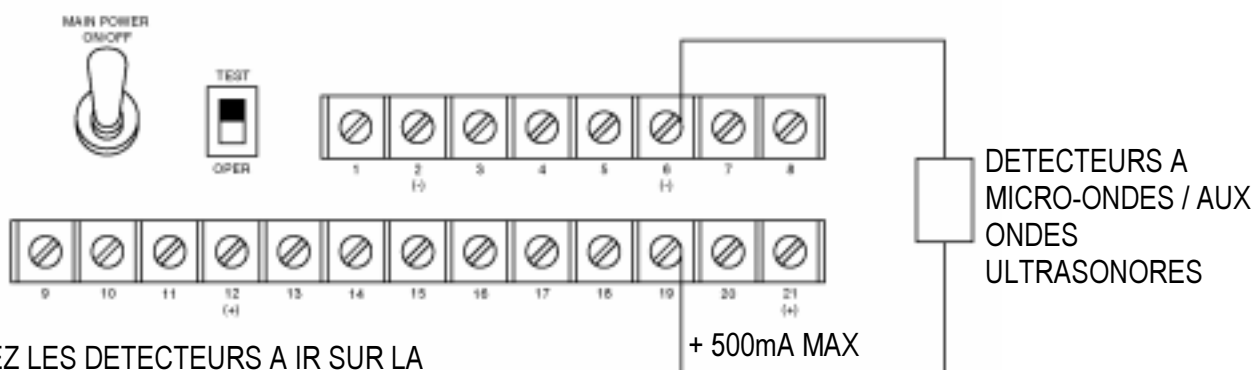 MAIN POWER
ON/OFF
TEST
OPER
1 2 3 4 5 6 7 8
(-) (-)
DETECTEURS A
MICRO-ONDES / AUX
ONDES
ULTRASONORES
9 10 11 12 13 14 15 16 17 18 19 20 21
(+) (+)
+ 500mA MAX
EZ LES DETECTEURS A IR SUR LA